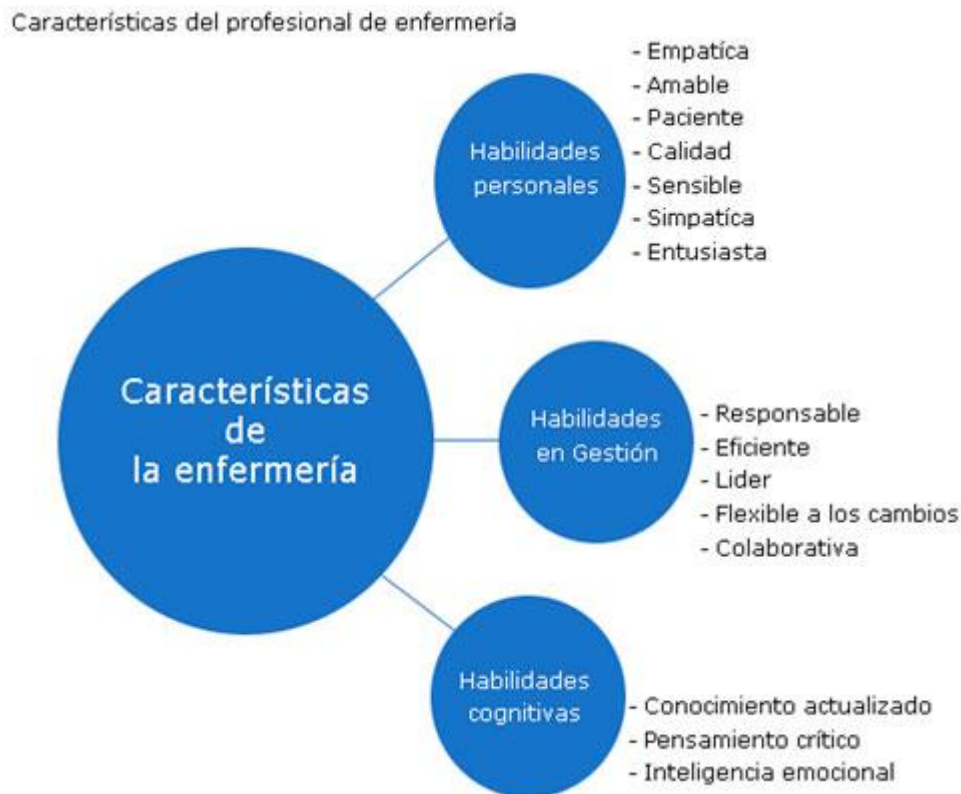 Características del profesional de enfermería
Habilidades
personales
- Empatíca
- Amable
- Paciente
- Calidad
- Sensible
- Simpatíca
- Entusiasta
Características
de
la enfermería
Habilidades
en Gestión
- Responsable
- Eficiente
- Lider
- Flexible a los cambios
- Colaborativa
Habilidades
cognitivas
- Conocimiento actualizado
- Pensamiento crítico
- Inteligencia emocional